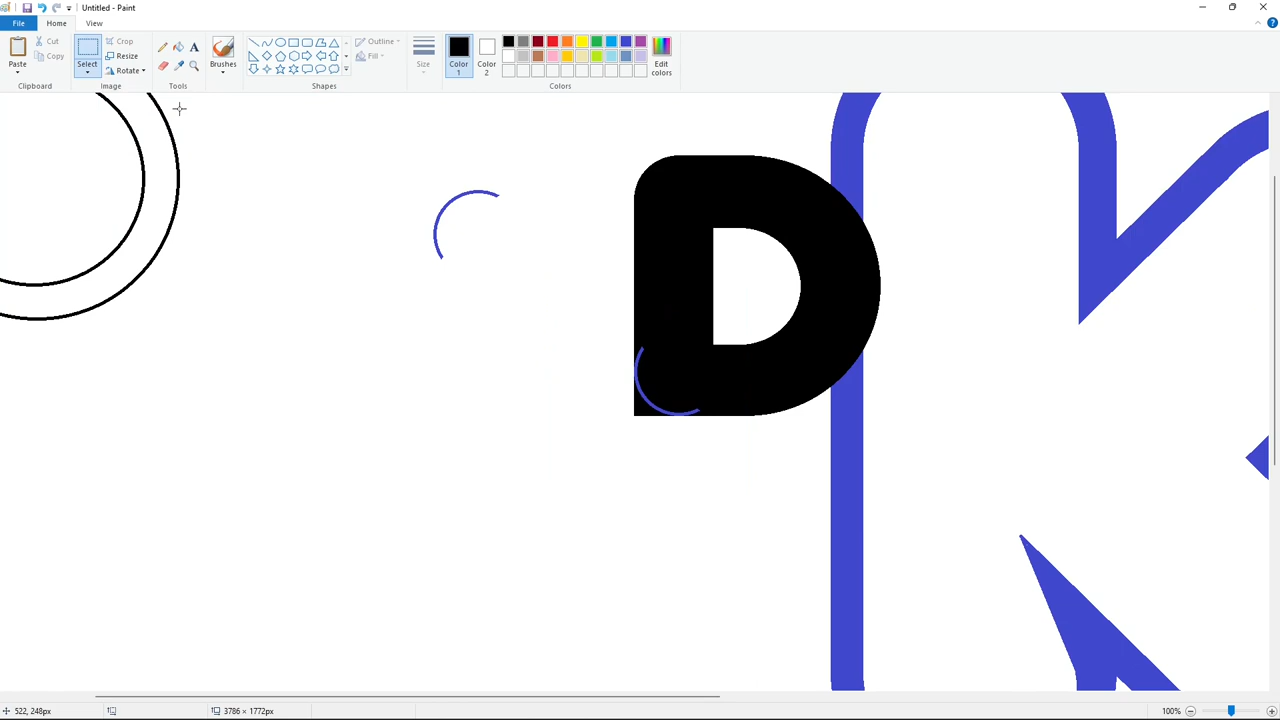 Untitled - Paint
File Home View
Paste
Cut
Copy
Select
Crop
Resize
Rotate
Brushes
Outline
Fill
Size
Color 1
Color 2
Edit colors
Clipboard Image Tools Shapes Colors
D
522, 248px
3786 × 1772px
100%